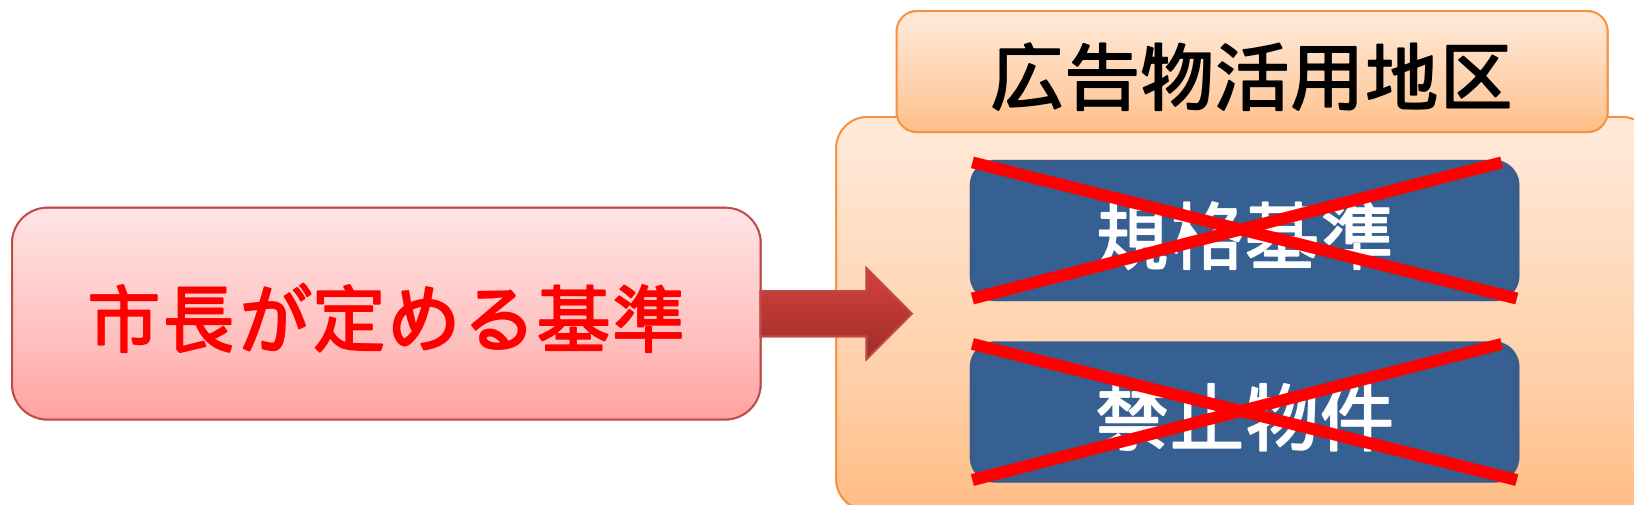 広告物活用地区
規格基準
市長が定める基準
禁止物件